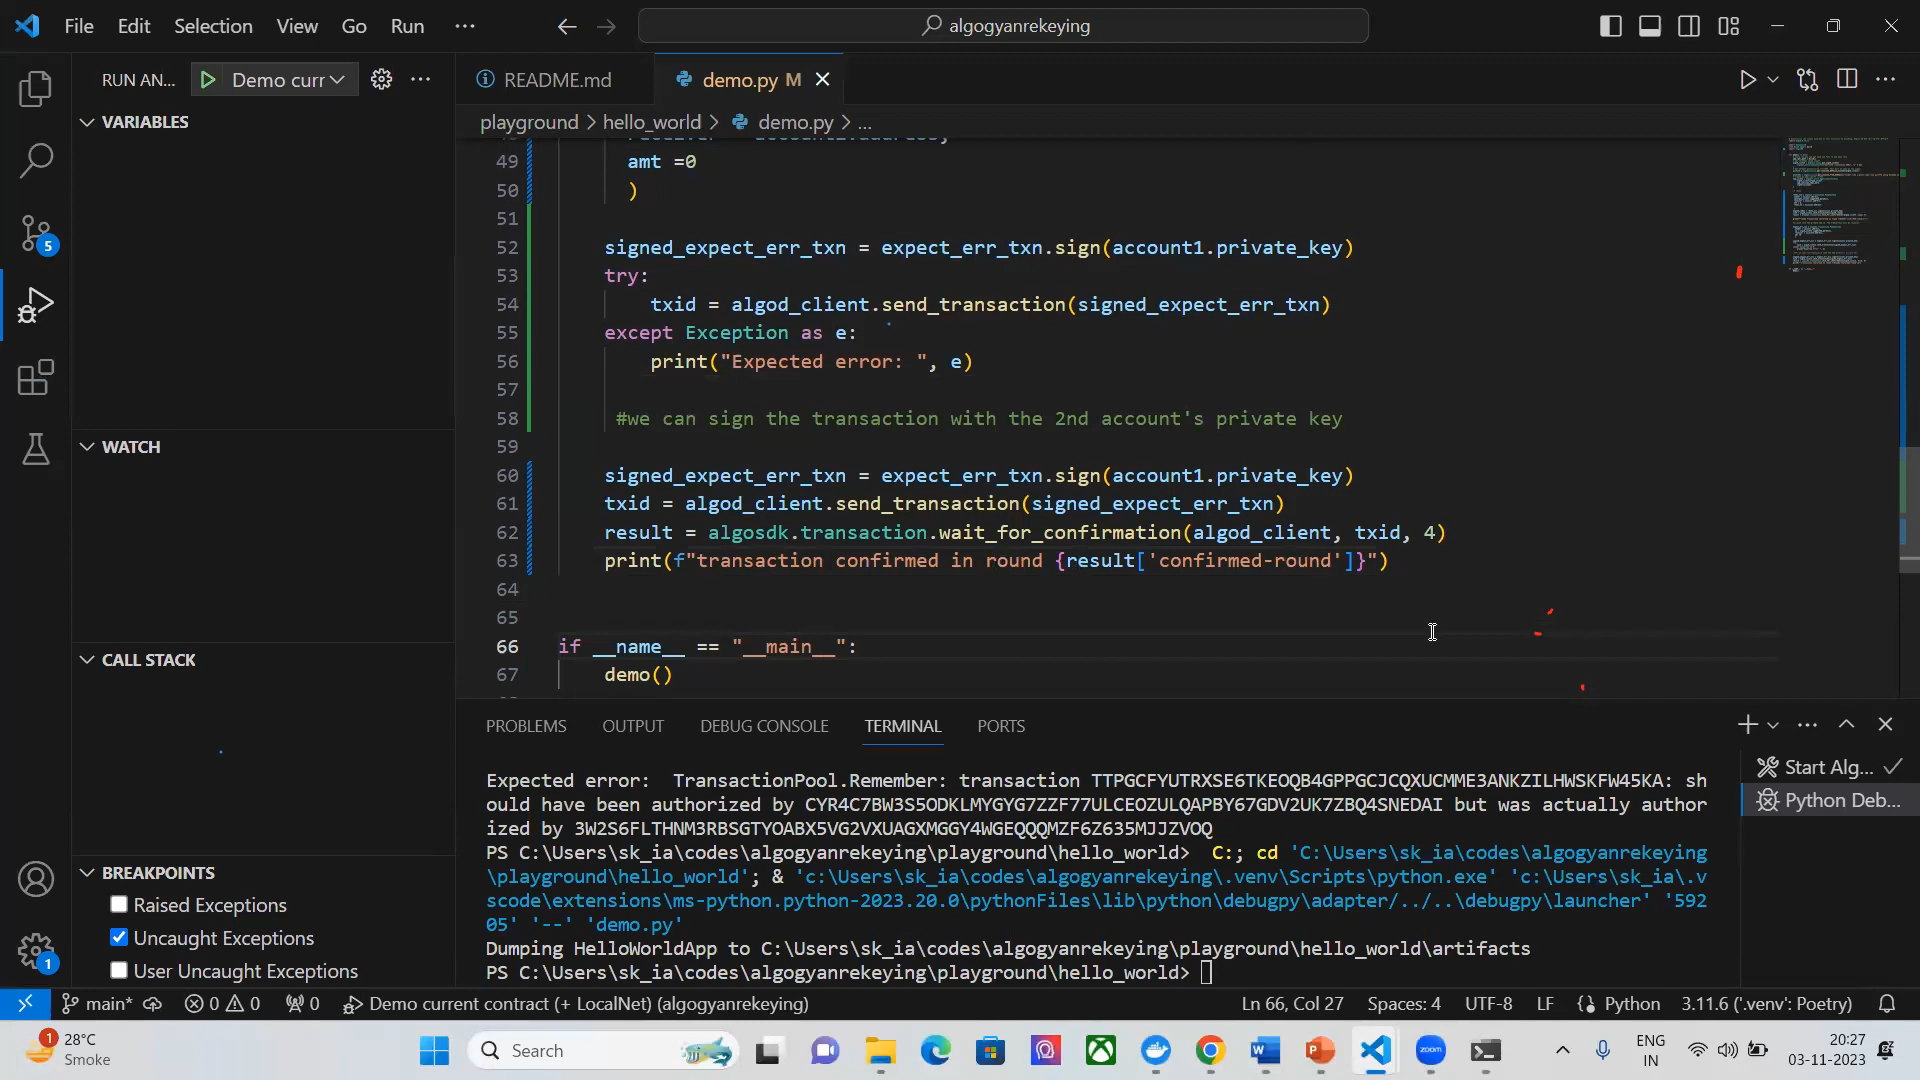 File Edit Selection View Go Run ··· algogyanrekeying
RUN AN... Demo curr ···
README.md demo.py M
VARIABLES
playground > hello_world > demo.py > ...
49 amt =0
50 )
51
52 signed_expect_err_txn = expect_err_txn.sign(account1.private_key)
53 try:
54 txid = algod_client.send_transaction(signed_expect_err_txn)
55 except Exception as e:
56 print("Expected error: ", e)
57
58 #we can sign the transaction with the 2nd account's private key
59
60 signed_expect_err_txn = expect_err_txn.sign(account1.private_key)
61 txid = algod_client.send_transaction(signed_expect_err_txn)
62 result = algosdk.transaction.wait_for_confirmation(algod_client, txid, 4)
63 print(f"transaction confirmed in round {result['confirmed-round']}")
64
65
66 if __name__ == "__main__":
67 demo()
5
WATCH
CALL STACK
BREAKPOINTS
Raised Exceptions
Uncaught Exceptions
User Uncaught Exceptions
1
PROBLEMS OUTPUT DEBUG CONSOLE TERMINAL PORTS
Expected error: TransactionPool.Remember: transaction TTPGCFYUTRXSE6TKEOQB4GPPGCJCQXUCMME3ANKZILHWSKFW45KA: sh
ould have been authorized by CYR4C7BW3S5ODKLMYGYG7ZZF77ULCEOZULQAPBY67GDV2UK7ZBQ4SNEDAI but was actually author
ized by 3W2S6FLTHNM3RBSGTYOABX5VG2VXUAGXMGGY4WGEQQQMZF6Z635MJJZVOQ
PS C:\Users\sk_ia\codes\algogyanrekeying\playground\hello_world> C:; cd 'C:\Users\sk_ia\codes\algogyanrekeying
\playground\hello_world'; & 'c:\Users\sk_ia\codes\algogyanrekeying\.venv\Scripts\python.exe' 'c:\Users\sk_ia\.v
scode\extensions\ms-python.python-2023.20.0\pythonFiles\lib\python\debugpy\adapter/../..\debugpy\launcher' '592
05' '--' 'demo.py'
Dumping HelloWorldApp to C:\Users\sk_ia\codes\algogyanrekeying\playground\hello_world\artifacts
PS C:\Users\sk_ia\codes\algogyanrekeying\playground\hello_world>
Start Alg...
Python Deb...
main* 0 0 0 Demo current contract (+ LocalNet) (algogyanrekeying) Ln 66, Col 27 Spaces: 4 UTF-8 LF Python 3.11.6 ('.venv': Poetry)
1 28°C
Smoke
Search
zoom
ENG
IN
20:27
03-11-2023